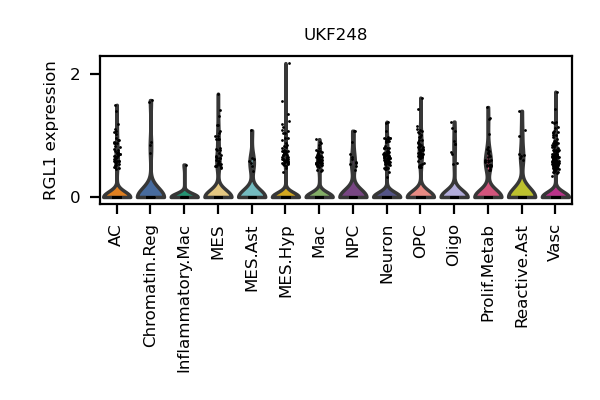 UKF248
RGL1 expression
2
0
AC
Chromatin.Reg
Inflammatory.Mac
MES
MES.Ast
MES.Hyp
Mac
NPC
Neuron
OPC
Oligo
Prolif.Metab
Reactive.Ast
Vasc